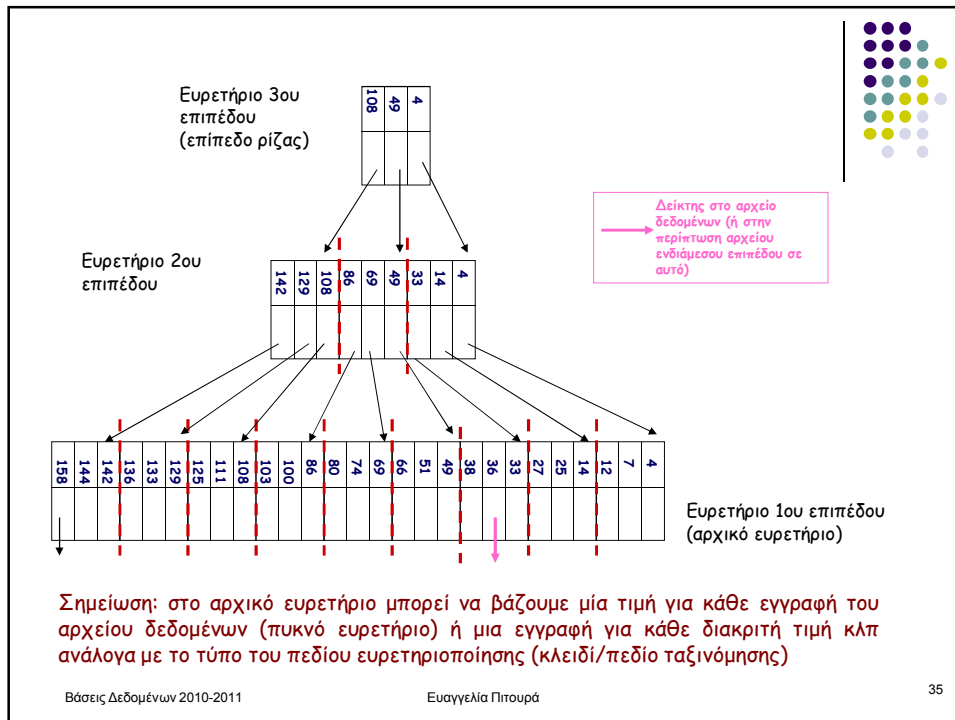 Ευρετήριο 3ου
επιπέδου
(επίπεδο ρίζας)
108 49 4
Δείκτης στο αρχείο
δεδομένων (ή στην
περίπτωση αρχείου
ενδιάμεσου επιπέδου σε
αυτό)
Ευρετήριο 2ου
επιπέδου
142 129 108 86 69 49 33 14 4
158 144 142 136 133 129 125 111 108 103 100 86 80 74 69 66 51 49 38 36 33 27 25 14 12 7 4
Ευρετήριο 1ου επιπέδου
(αρχικό ευρετήριο)
Σημείωση: στο αρχικό ευρετήριο μπορεί να βάζουμε μία τιμή για κάθε εγγραφή του
αρχείου δεδομένων (πυκνό ευρετήριο) ή μια εγγραφή για κάθε διακριτή τιμή κλπ
ανάλογα με το τύπο του πεδίου ευρετηριοποίησης (κλειδί/πεδίο ταξινόμησης)
Βάσεις Δεδομένων 2010-2011 Ευαγγελία Πιτουρά 35